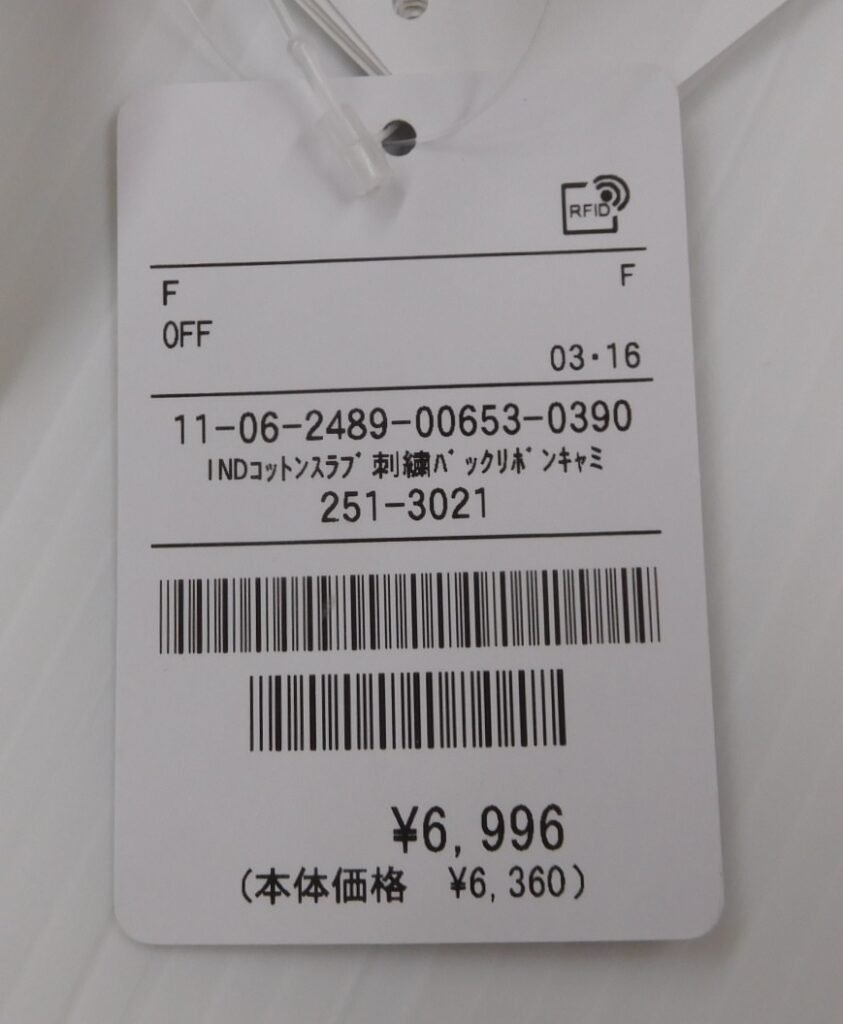 RFID
F F
OFF
03・16
11-06-2489-00653-0390
INDコットンスラブ刺繍バックリボンキャミ
251-3021
¥6,996
(本体価格 ¥6,360)